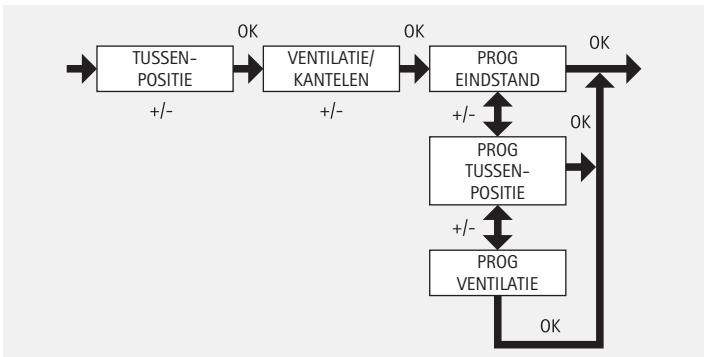 OK
OK
OK
TUSSEN-
POSITIE
VENTILATIE/
KANTELEN
PROG
EINDSTAND
+/-
+/-
+/-
OK
PROG
TUSSEN-
POSITIE
+/-
PROG
VENTILATIE
OK